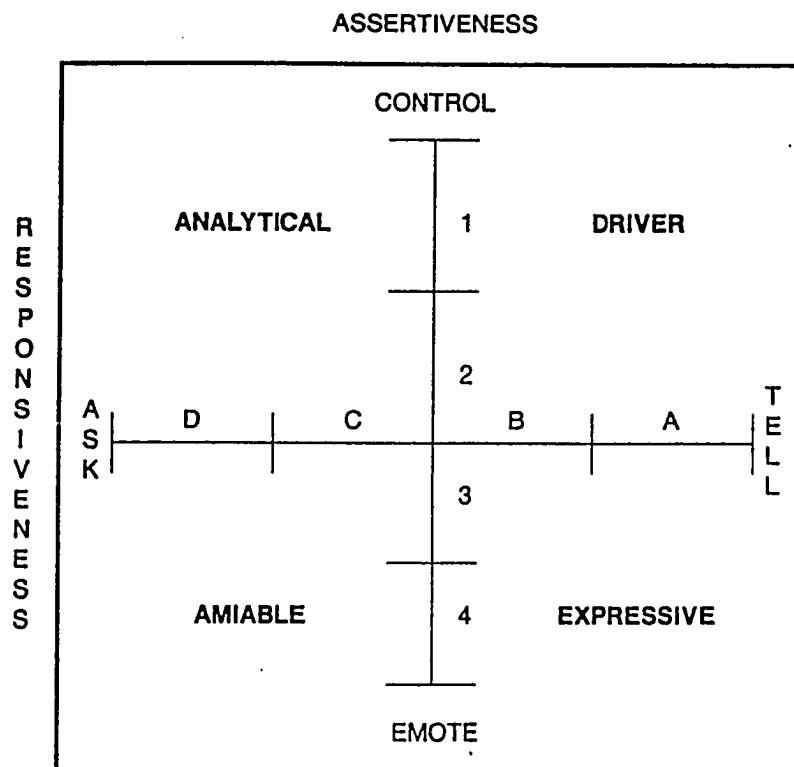 ASSERTIVENESS
CONTROL
ANALYTICAL 1 DRIVER
RESPONSIVENESS
2
ASK D C B A TELL
3
AMIABLE 4 EXPRESSIVE
EMOTE